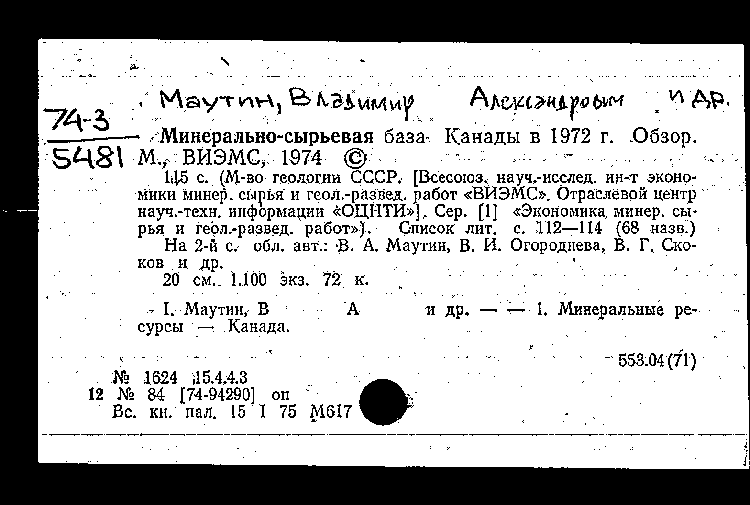 Маутин, Владимир Александровим и др.
74-3
5481
Минерально-сырьевая база Канады в 1972 г. Обзор.
М., ВИЭМС, 1974 ©
115 с. (М-во геологии СССР. [Всесоюз. науч.-исслед. ин-т эконо-
мики минер. сырья и геол.-развед. работ «ВИЭМС». Отраслевой центр
науч.-техн. информации «ОЦНТИ»]. Сер. [1] «Экономика минер. сы-
рья и геол.-развед. работ»). Список лит. с. 112—114 (68 назв.)
На 2-й с. обл. авт.: В. А. Маутин, В. И. Огороднева, В. Г. Ско-
ков и др.
20 см. 1.100 экз. 72 к.
I. Маутин, В А и др. — — 1. Минеральные ре-
сурсы — Канада.
553.04(71)
№ 1624 15.4.4.3
12 № 84 [74-94290] оп
Вс. кн. пал. 15 I 75 М617